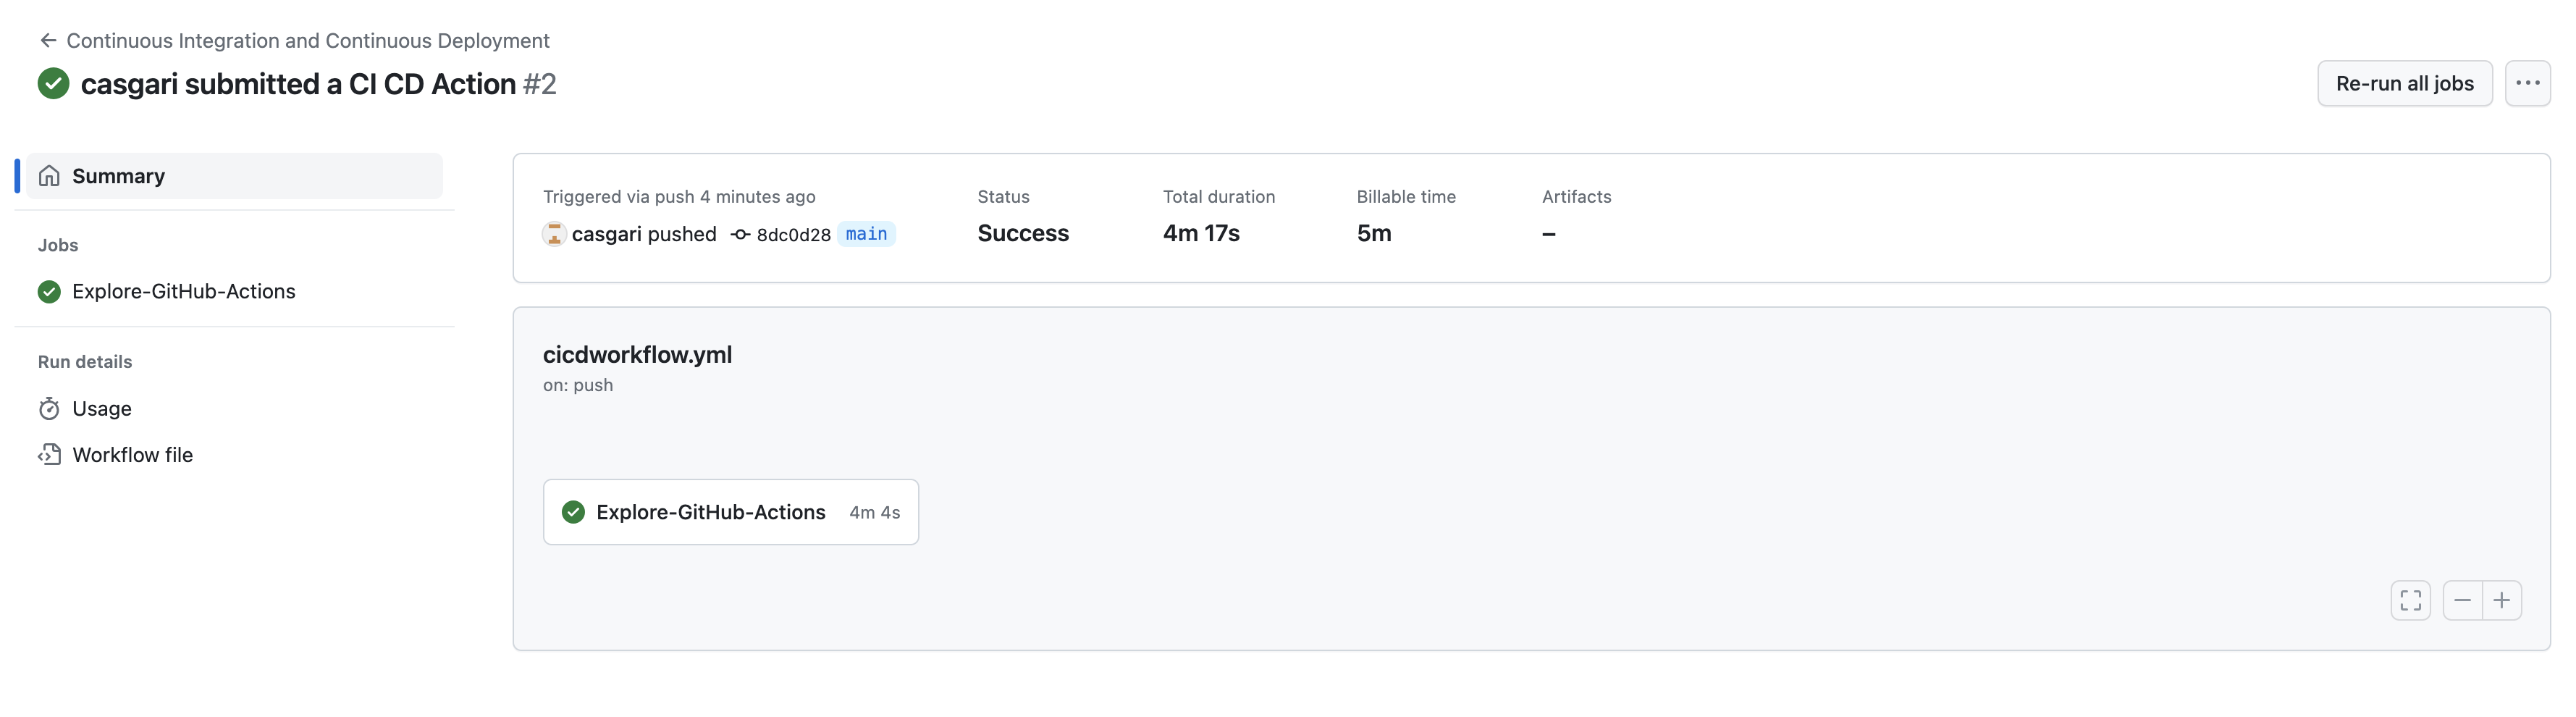 Continuous Integration and Continuous Deployment
casgari submitted a CI CD Action #2
Re-run all jobs
Summary
Jobs
Explore-GitHub-Actions
Run details
Usage
Workflow file
Triggered via push 4 minutes ago
casgari pushed 8dc0d28 main
Status
Success
Total duration
4m 17s
Billable time
5m
Artifacts
–
cicdworkflow.yml
on: push
Explore-GitHub-Actions 4m 4s